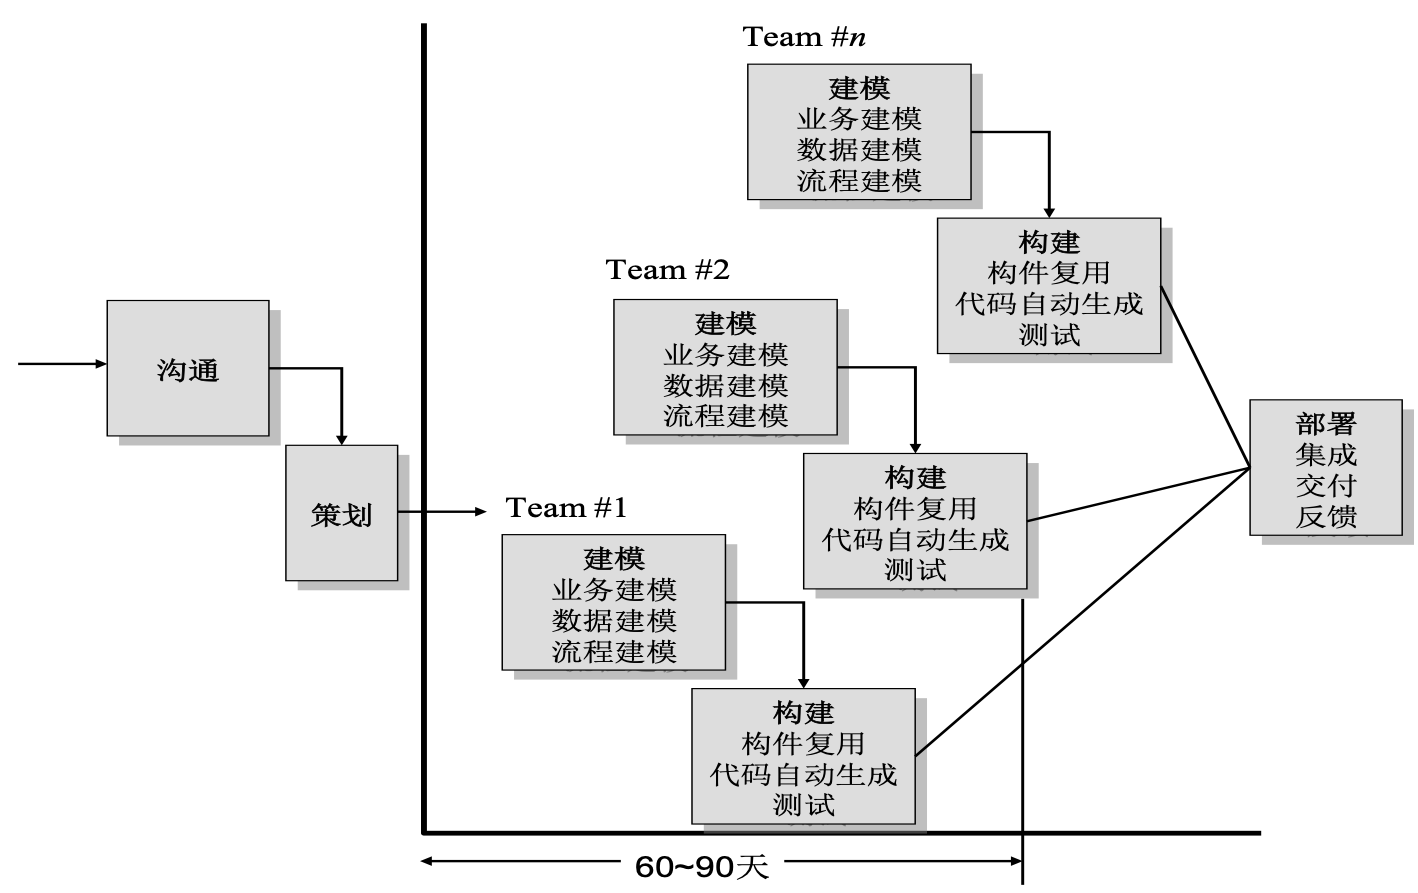 Team #n
建模
业务建模
数据建模
流程建模
构建
构件复用
代码自动生成
测试
Team #2
建模
业务建模
数据建模
流程建模
构建
构件复用
代码自动生成
测试
沟通
策划
Team #1
建模
业务建模
数据建模
流程建模
构建
构件复用
代码自动生成
测试
部署
集成
交付
反馈
60~90天